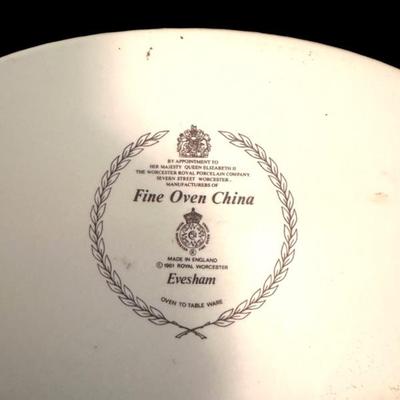 BY APPOINTMENT TO
HER MAJESTY QUEEN ELIZABETH II
THE WORCESTER ROYAL PORCELAIN COMPANY,
SEVERN STREET WORCESTER.
MANUFACTURERS OF
Fine Oven China
MADE IN ENGLAND
© 1961 ROYAL WORCESTER
Evesham
OVEN TO TABLE WARE